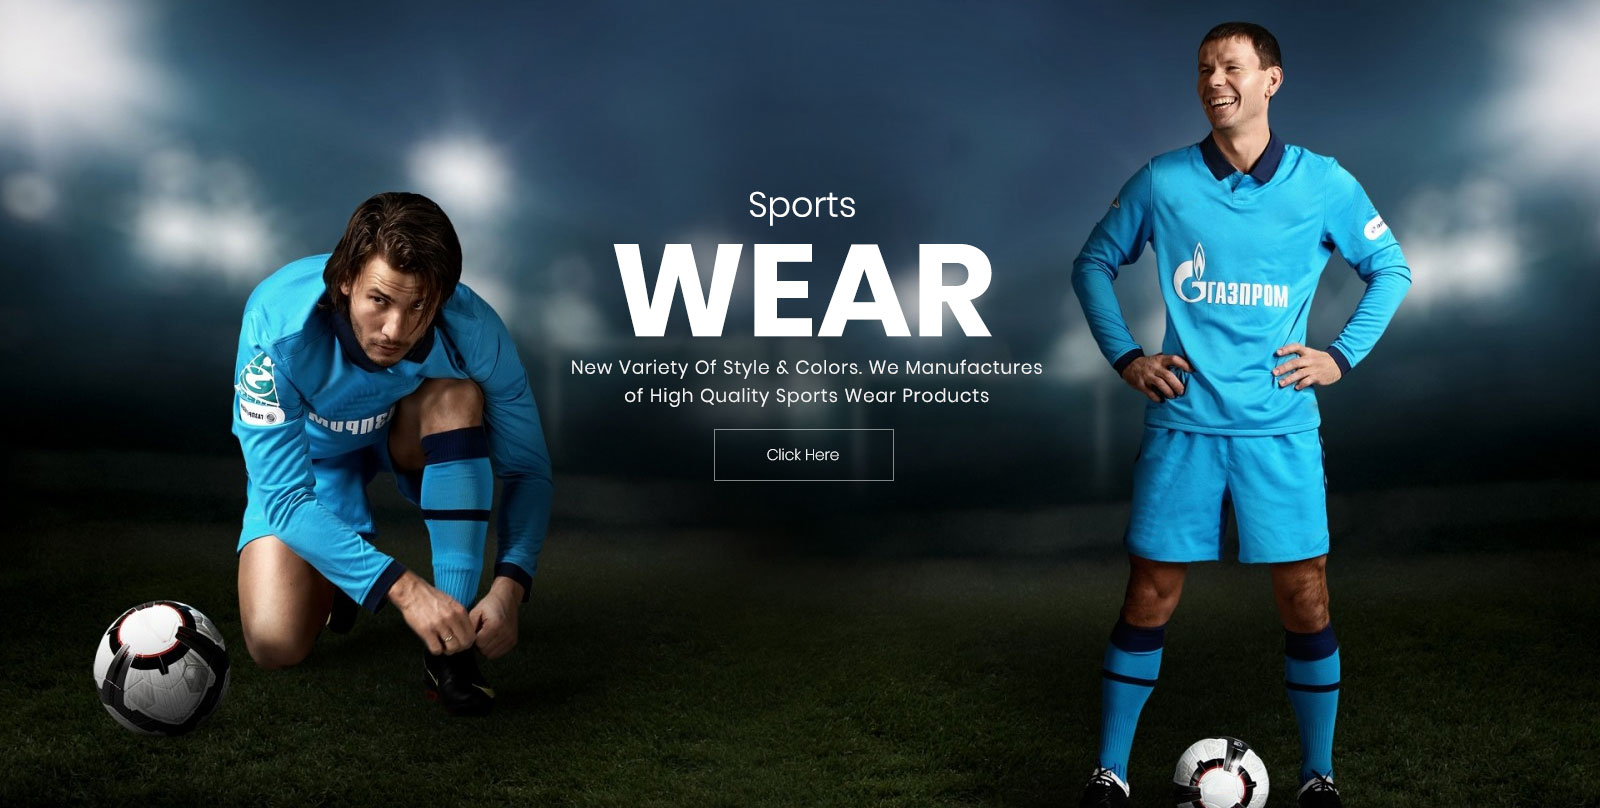 Sports
WEAR
New Variety Of Style & Colors. We Manufactures
of High Quality Sports Wear Products
Click Here
ГАЗПРОМ